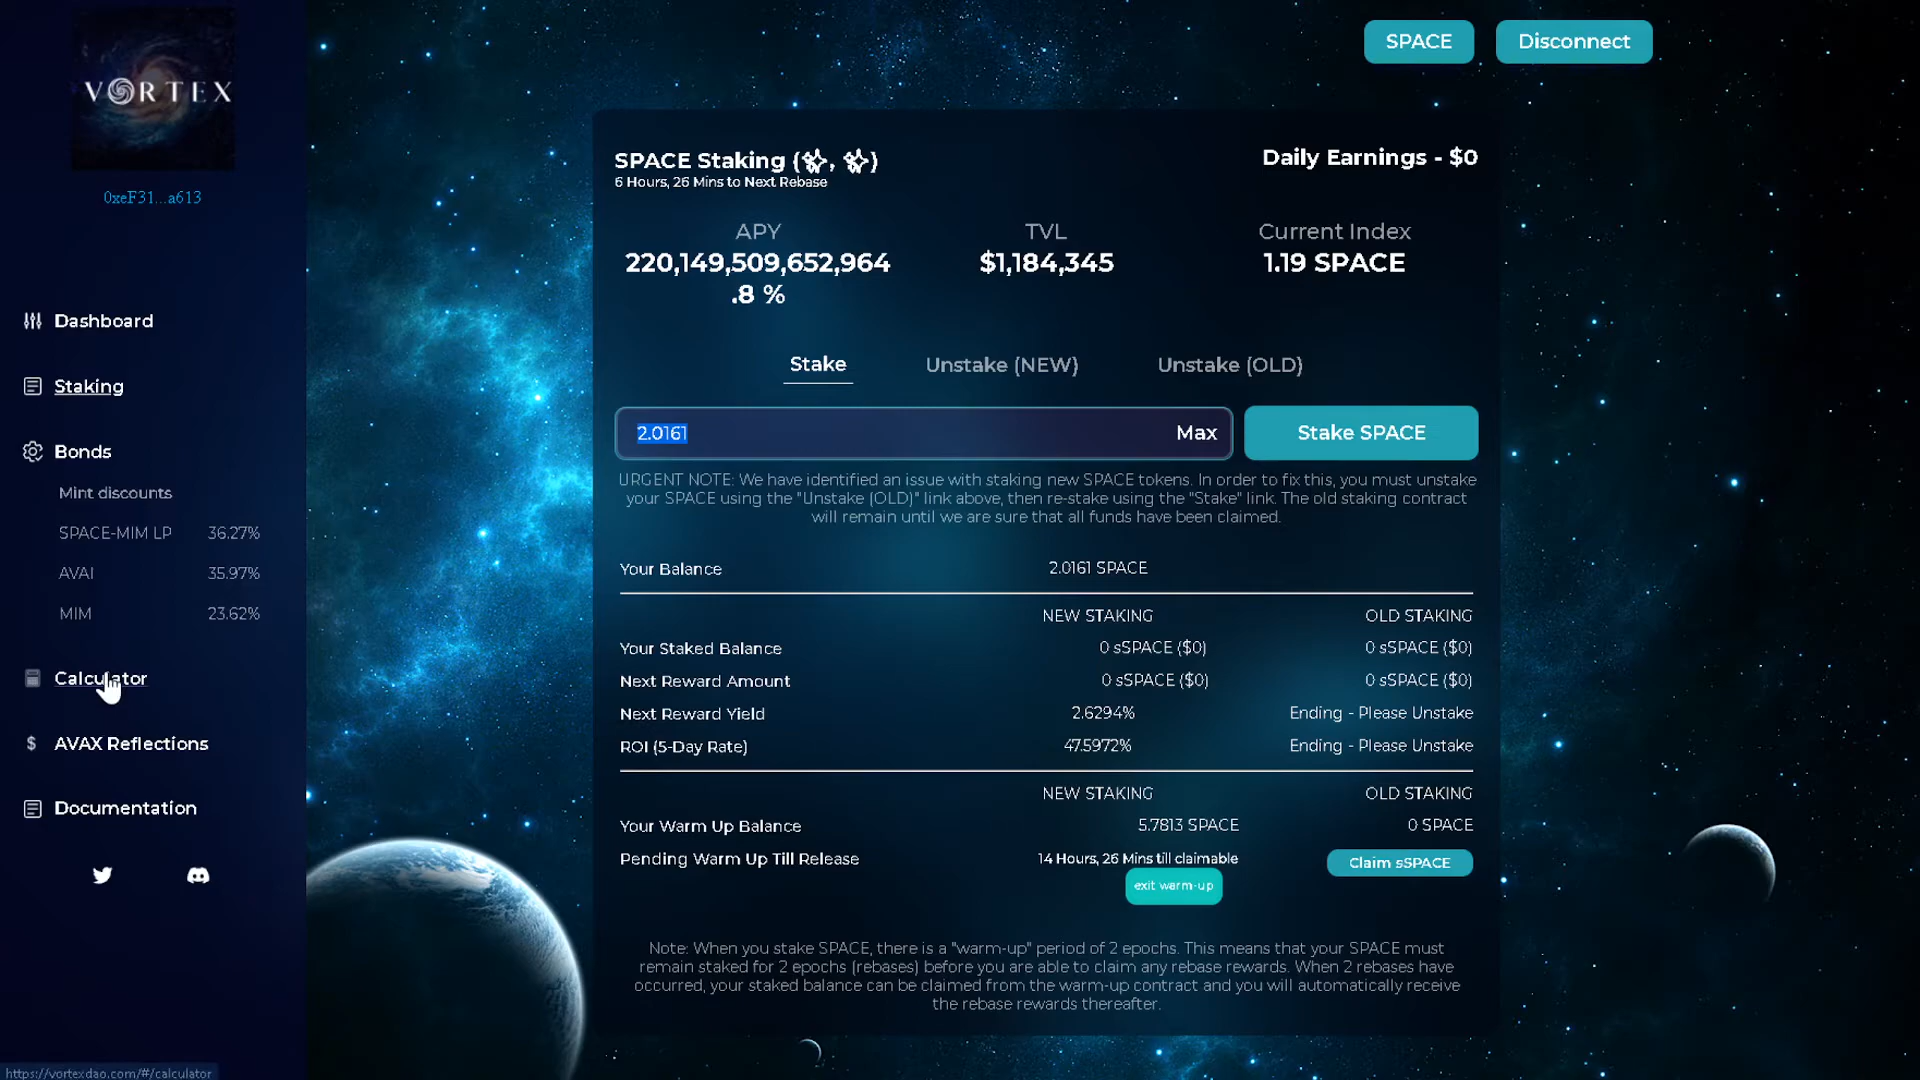 VORTEX
0xeF31...a613
Dashboard
Staking
Bonds
Mint discounts
SPACE-MIM LP 36.27%
AVAI 35.97%
MIM 23.62%
Calculator
$ AVAX Reflections
Documentation
https://vortexdao.com/#/calculator
SPACE Disconnect
SPACE Staking (✨, ✨) Daily Earnings - $0
6 Hours, 26 Mins to Next Rebase
APY TVL Current Index
220,149,509,652,964 $1,184,345 1.19 SPACE
.8 %
Stake Unstake (NEW) Unstake (OLD)
2.0161 Max Stake SPACE
URGENT NOTE: We have identified an issue with staking new SPACE tokens. In order to fix this, you must unstake
your SPACE using the "Unstake (OLD)" link above, then re-stake using the "Stake" link. The old staking contract
will remain until we are sure that all funds have been claimed.
Your Balance 2.0161 SPACE
NEW STAKING OLD STAKING
Your Staked Balance 0 sSPACE ($0) 0 sSPACE ($0)
Next Reward Amount 0 sSPACE ($0) 0 sSPACE ($0)
Next Reward Yield 2.6294% Ending - Please Unstake
ROI (5-Day Rate) 47.5972% Ending - Please Unstake
NEW STAKING OLD STAKING
Your Warm Up Balance 5.7813 SPACE 0 SPACE
Pending Warm Up Till Release 14 Hours, 26 Mins till claimable Claim sSPACE
exit warm-up
Note: When you stake SPACE, there is a "warm-up" period of 2 epochs. This means that your SPACE must
remain staked for 2 epochs (rebases) before you are able to claim any rebase rewards. When 2 rebases have
occurred, your staked balance can be claimed from the warm-up contract and you will automatically receive
the rebase rewards thereafter.